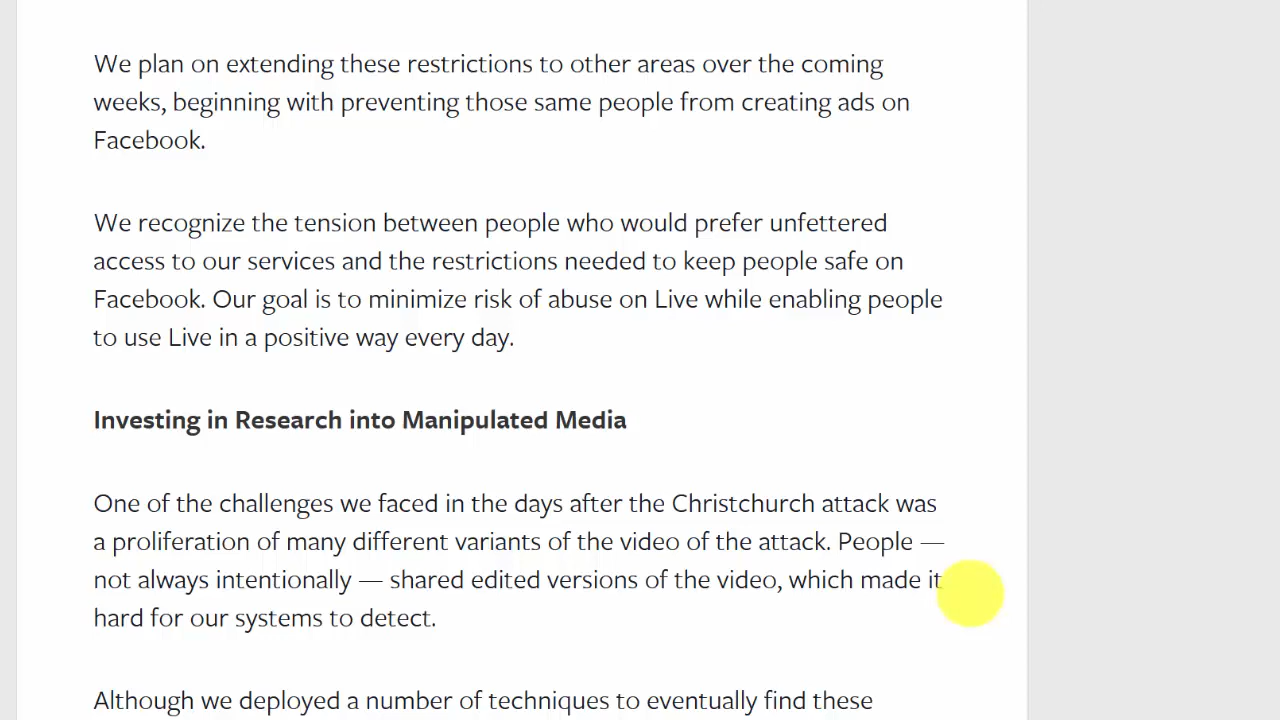 We plan on extending these restrictions to other areas over the coming
weeks, beginning with preventing those same people from creating ads on
Facebook.
We recognize the tension between people who would prefer unfettered
access to our services and the restrictions needed to keep people safe on
Facebook. Our goal is to minimize risk of abuse on Live while enabling people
to use Live in a positive way every day.
Investing in Research into Manipulated Media
One of the challenges we faced in the days after the Christchurch attack was
a proliferation of many different variants of the video of the attack. People —
not always intentionally — shared edited versions of the video, which made it
hard for our systems to detect.
Although we deployed a number of techniques to eventually find these